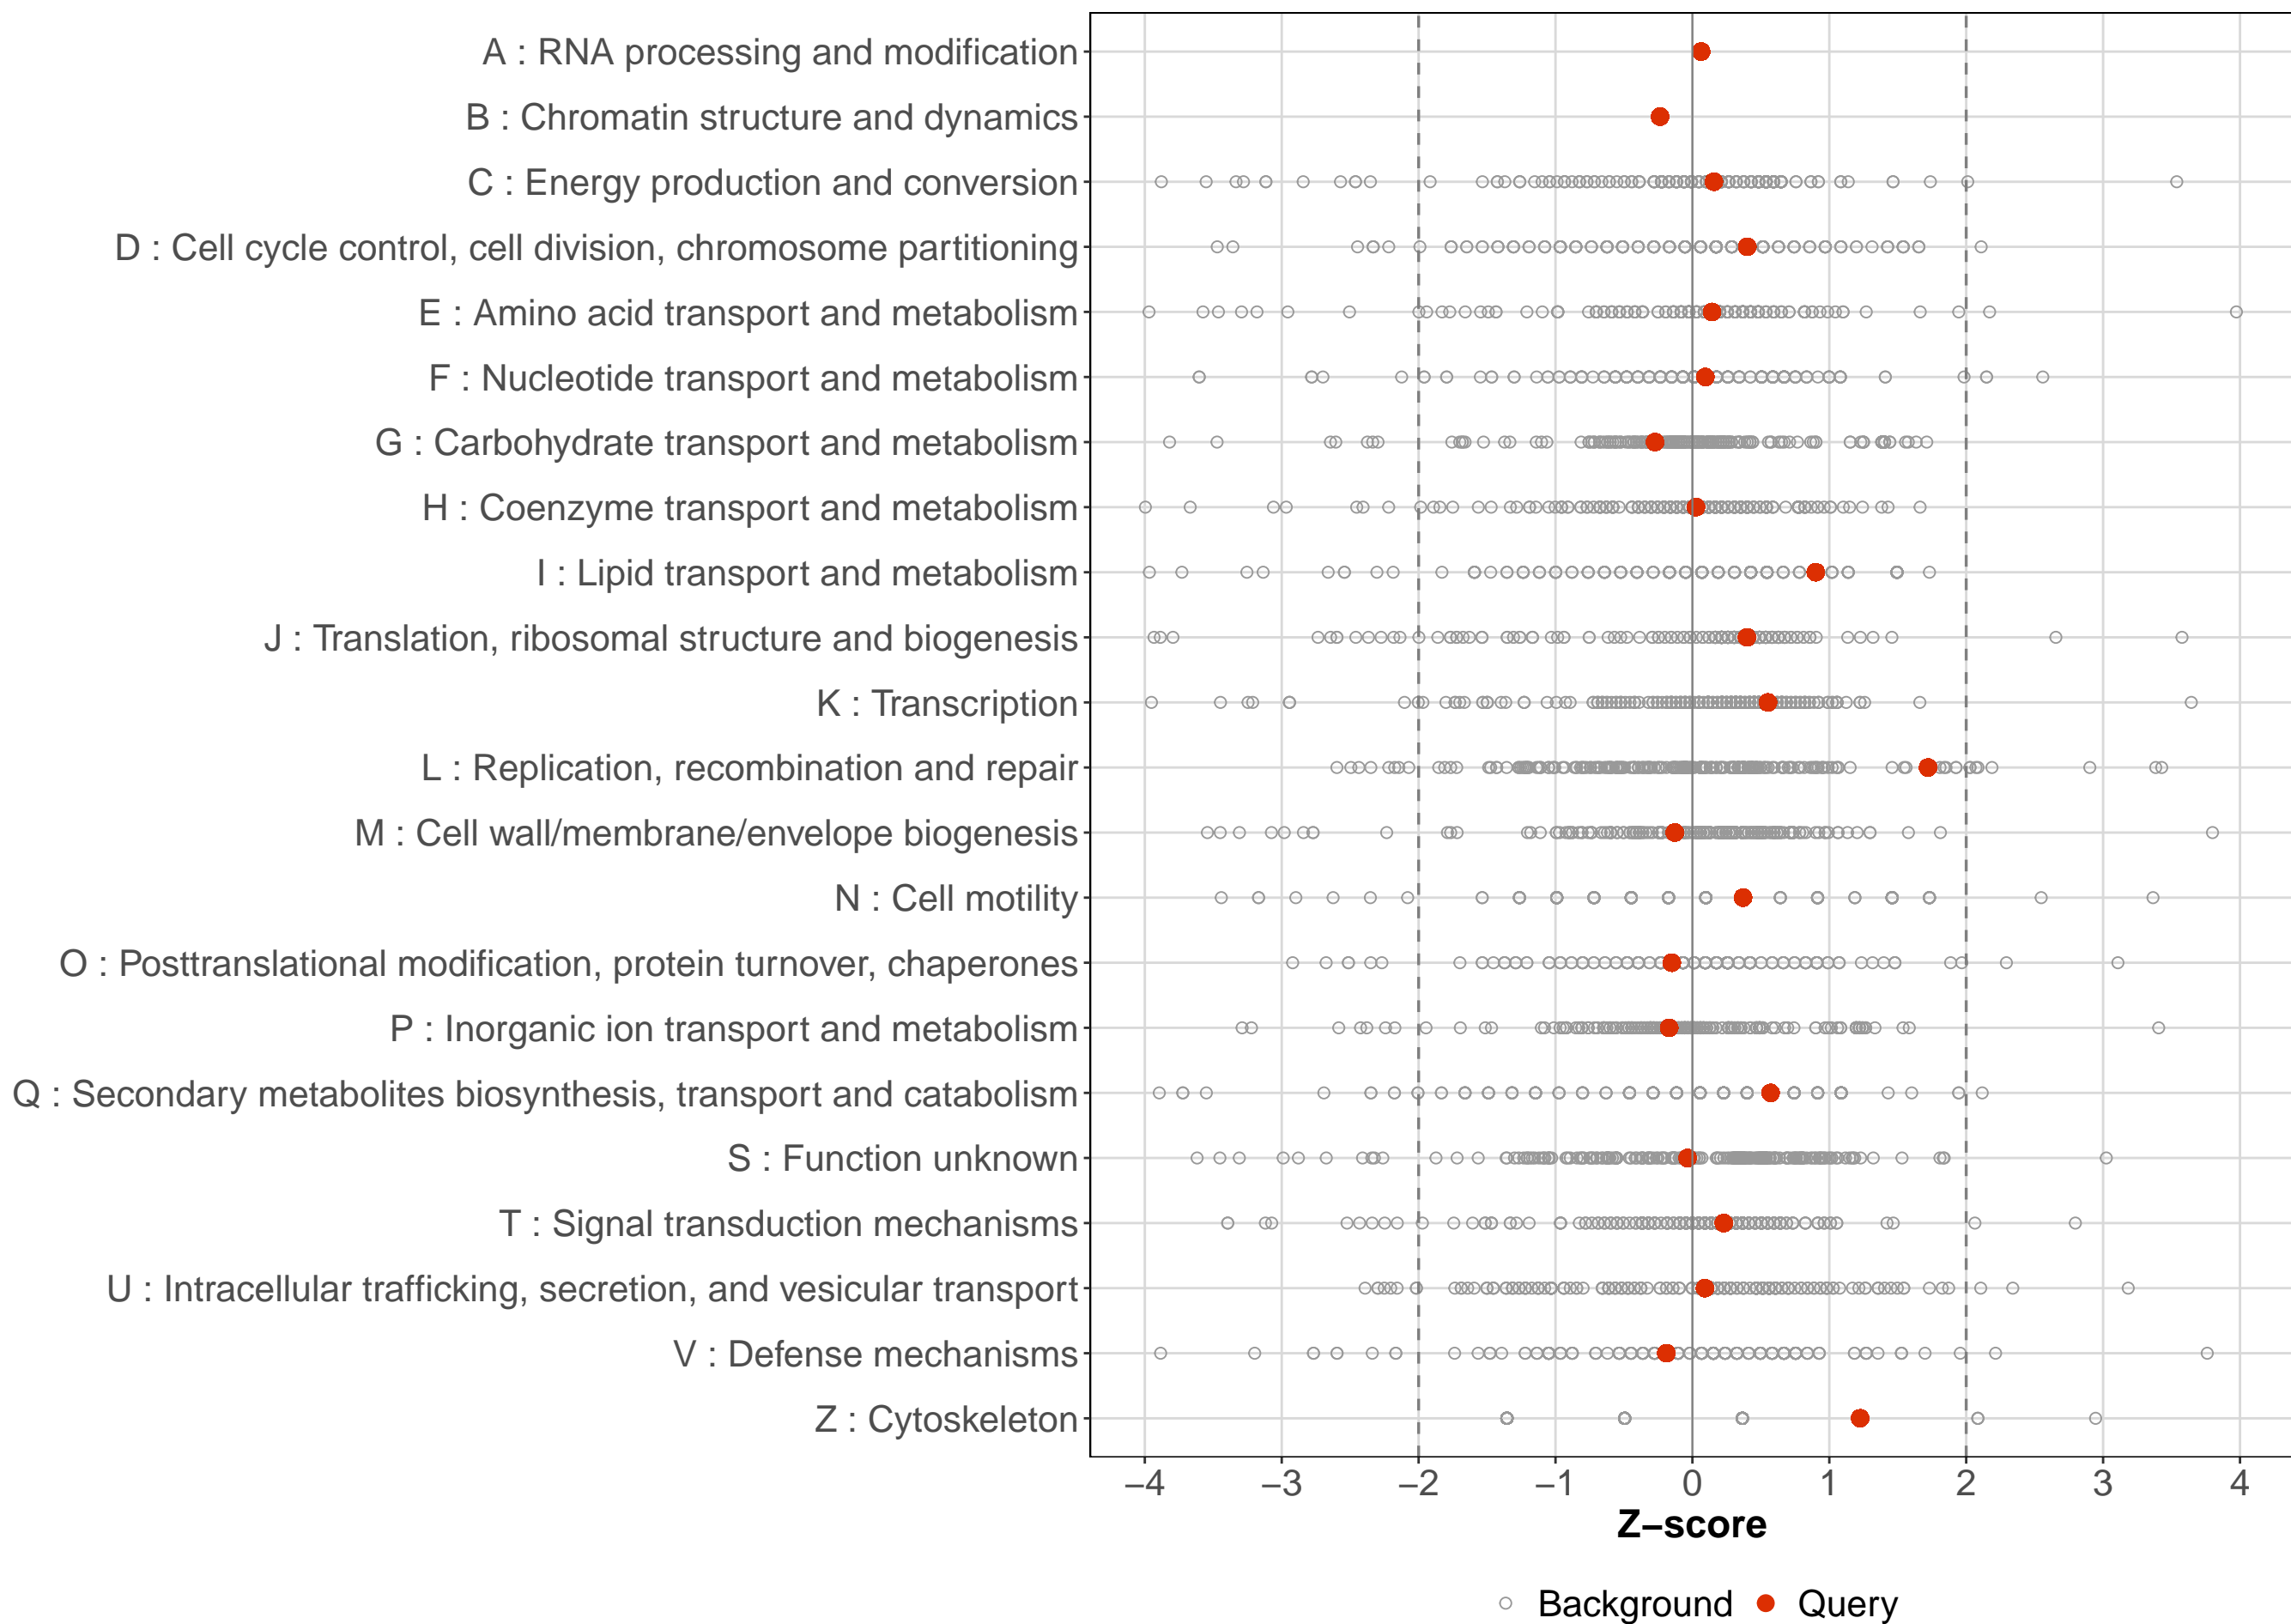 A : RNA processing and modification
B : Chromatin structure and dynamics
C : Energy production and conversion
D : Cell cycle control, cell division, chromosome partitioning
E : Amino acid transport and metabolism
F : Nucleotide transport and metabolism
G : Carbohydrate transport and metabolism
H : Coenzyme transport and metabolism
I : Lipid transport and metabolism
J : Translation, ribosomal structure and biogenesis
K : Transcription
L : Replication, recombination and repair
M : Cell wall/membrane/envelope biogenesis
N : Cell motility
O : Posttranslational modification, protein turnover, chaperones
P : Inorganic ion transport and metabolism
Q : Secondary metabolites biosynthesis, transport and catabolism
S : Function unknown
T : Signal transduction mechanisms
U : Intracellular trafficking, secretion, and vesicular transport
V : Defense mechanisms
Z : Cytoskeleton
−4 −3 −2 −1 0 1 2 3 4
Z−score
Background Query